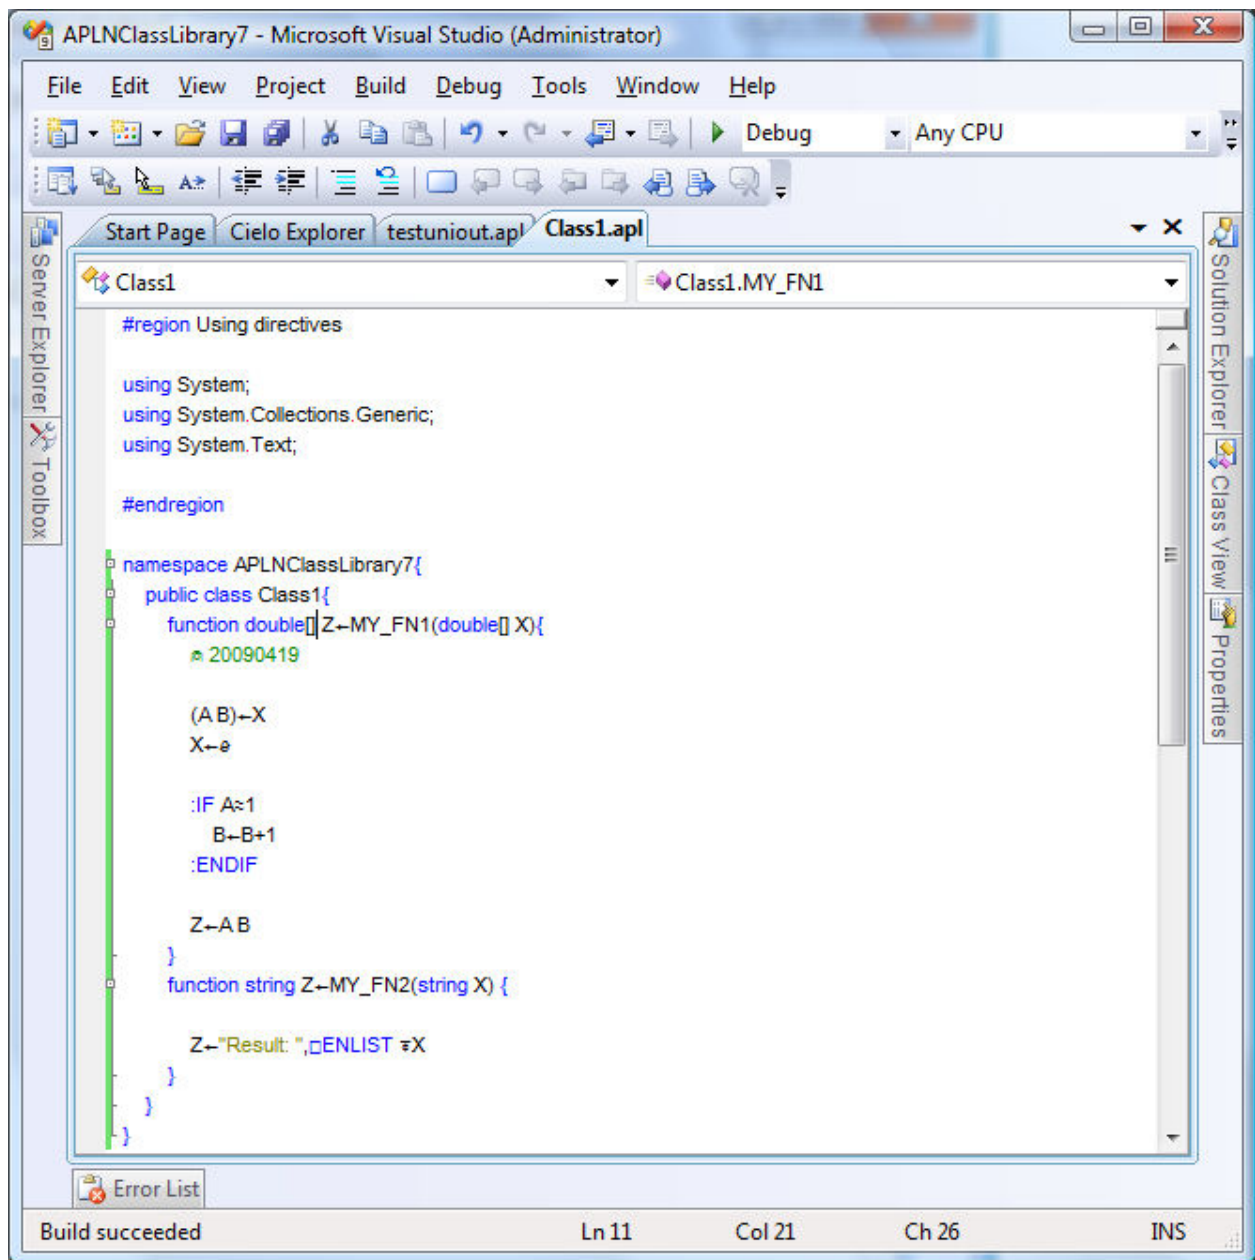 APLNClassLibrary7 - Microsoft Visual Studio (Administrator)
File Edit View Project Build Debug Tools Window Help
Debug Any CPU
Start Page Cielo Explorer testuniout.apl Class1.apl
Server Explorer
Toolbox
Solution Explorer
Class View
Properties
Class1 Class1.MY_FN1
#region Using directives
using System;
using System.Collections.Generic;
using System.Text;
#endregion
namespace APLNClassLibrary7{
public class Class1{
function double[] Z←MY_FN1(double[] X){
⍝ 20090419
(A B)←X
X←
:IF A≈1
B←B+1
:ENDIF
Z←A B
}
function string Z←MY_FN2(string X) {
Z←"Result: ",⎕ENLIST ⍕X
}
}
}
Error List
Build succeeded Ln 11 Col 21 Ch 26 INS